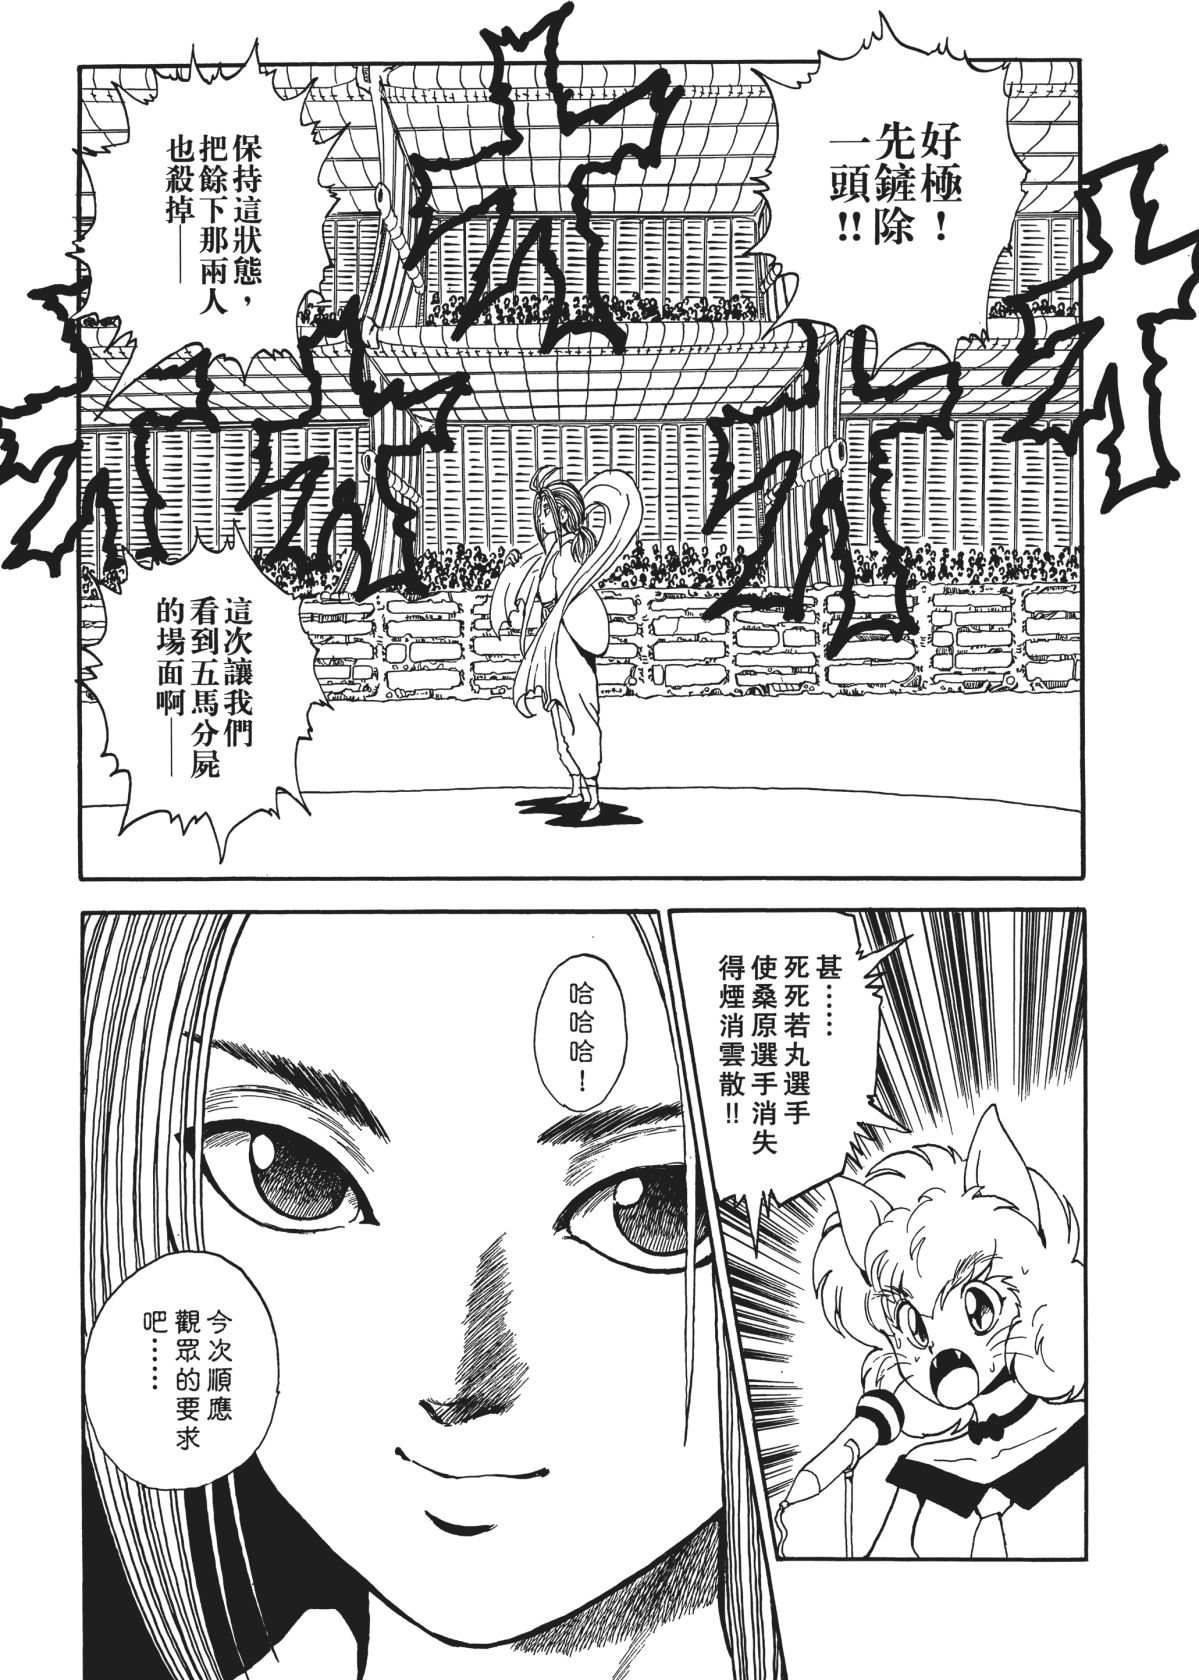 好極！
先鏟除
一頭!!
保持這狀態，
把餘下那兩人
也殺掉——
這次讓我們
看到五馬分屍
的場面啊——
甚……
死死若丸選手
使桑原選手消失
得煙消雲散!!
哈哈哈！
今次順應
觀眾的要求
吧……